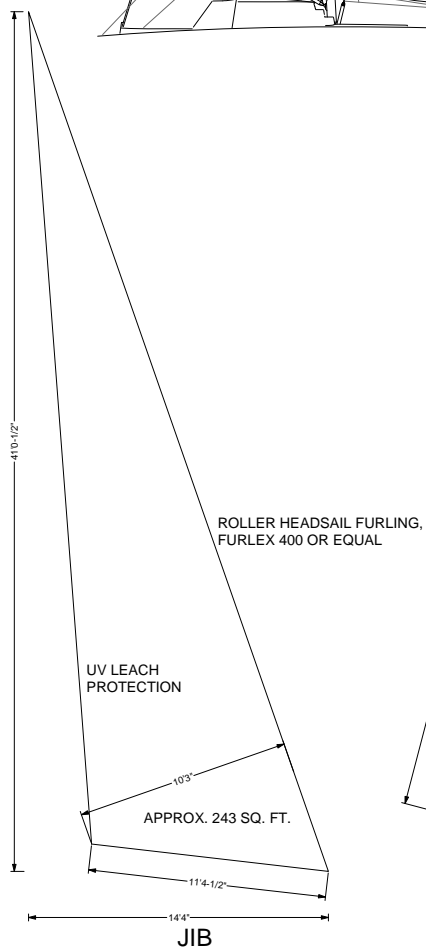 41'0-1/2"
ROLLER HEADSAIL FURLING,
FURLEX 400 OR EQUAL
UV LEACH
PROTECTION
10'3"
APPROX. 243 SQ. FT.
11'4-1/2"
14'4"
JIB